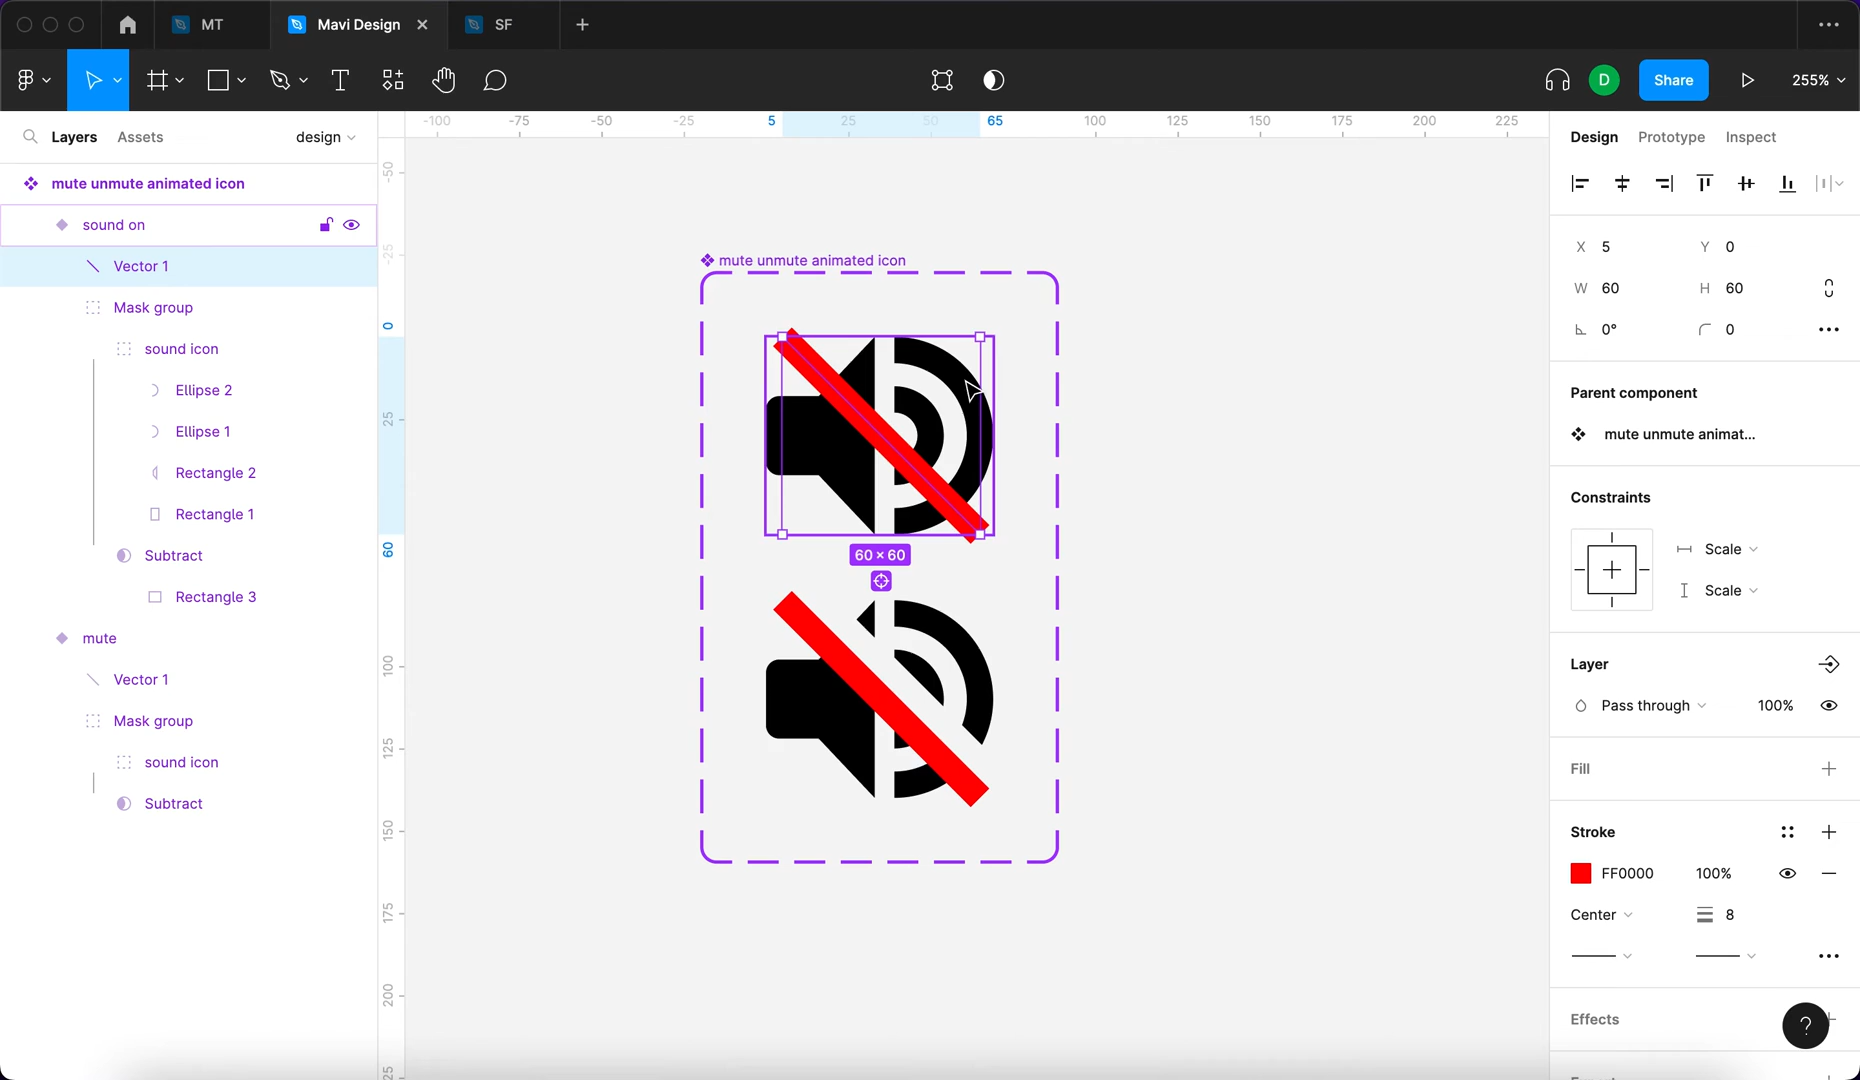 MT
Mavi Design
SF
D
Share
255%
Layers
Assets
design
mute unmute animated icon
sound on
Vector 1
Mask group
sound icon
Ellipse 2
Ellipse 1
Rectangle 2
Rectangle 1
Subtract
Rectangle 3
mute
Vector 1
Mask group
sound icon
Subtract
-100 -75 -50 -25 5 25 50 65 100 125 150 175 200 225
-50
-25
0
25
60
100
125
150
175
200
25
mute unmute animated icon
60 × 60
Design
Prototype
Inspect
X 5
Y 0
W 60
H 60
0°
0
Parent component
mute unmute animat...
Constraints
Scale
Scale
Layer
Pass through
100%
Fill
Stroke
FF0000
100%
Center
8
Effects
?